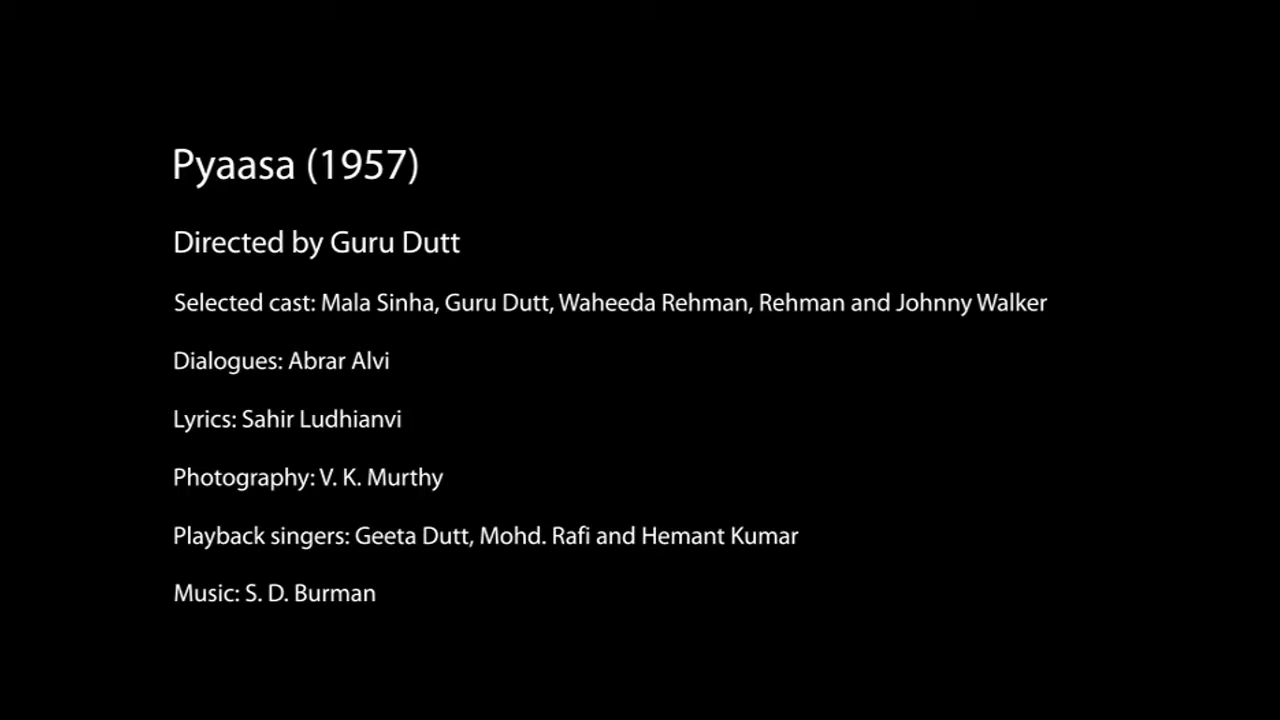 Pyaasa (1957)
Directed by Guru Dutt
Selected cast: Mala Sinha, Guru Dutt, Waheeda Rehman, Rehman and Johnny Walker
Dialogues: Abrar Alvi
Lyrics: Sahir Ludhianvi
Photography: V. K. Murthy
Playback singers: Geeta Dutt, Mohd. Rafi and Hemant Kumar
Music: S. D. Burman